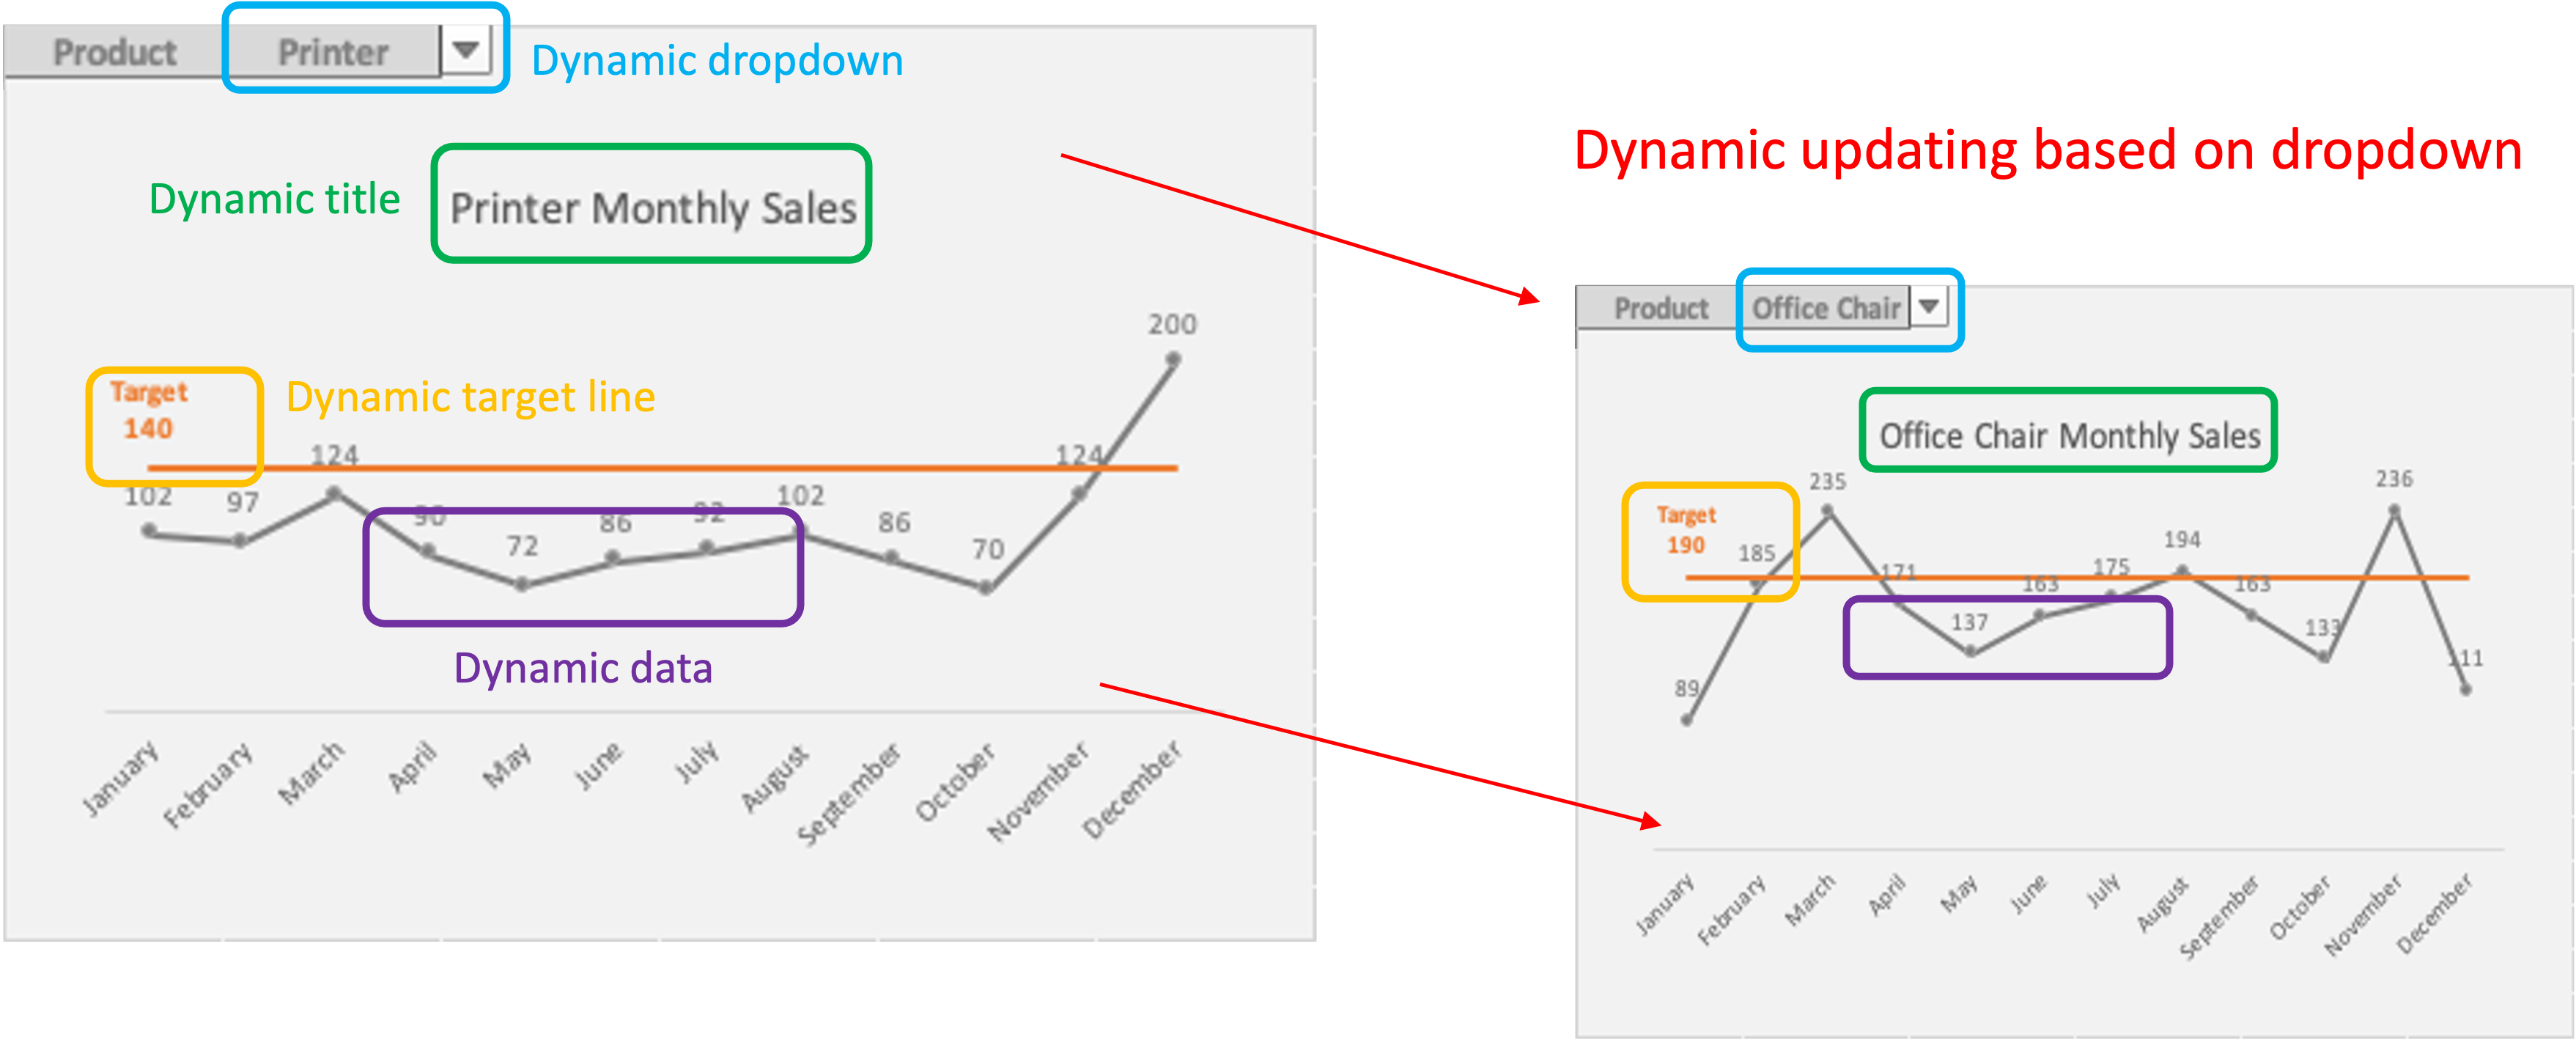 Product Printer
Dynamic dropdown
Dynamic title
Printer Monthly Sales
Target
140
Dynamic target line
102 97 124 90 72 86 92 102 86 70 124 200
Dynamic data
January February March April May June July August September October November December
Dynamic updating based on dropdown
Product Office Chair
Office Chair Monthly Sales
Target
190
89 185 235 171 137 163 175 194 163 133 236 111
January February March April May June July August September October November December